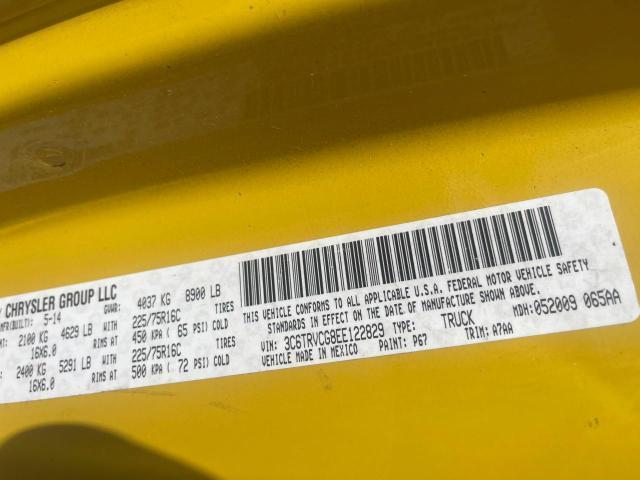 CHRYSLER GROUP LLC
MFR(BUILT): 5-14 GVWR: 4037 KG 8900 LB
2100 KG 4629 LB TIRES 225/75R16C
16X6.0 RIMS AT 450 KPA ( 65 PSI) COLD
2400 KG 5291 LB TIRES 225/75R16C
16X6.0 RIMS AT 500 KPA ( 72 PSI) COLD
THIS VEHICLE CONFORMS TO ALL APPLICABLE U.S.A. FEDERAL MOTOR VEHICLE SAFETY
STANDARDS IN EFFECT ON THE DATE OF MANUFACTURE SHOWN ABOVE.
VIN: 3C6TRVCG8EE122829 TYPE: TRUCK MDH: 052009 065AA
VEHICLE MADE IN MEXICO PAINT: PW7 TRIM: A7AA